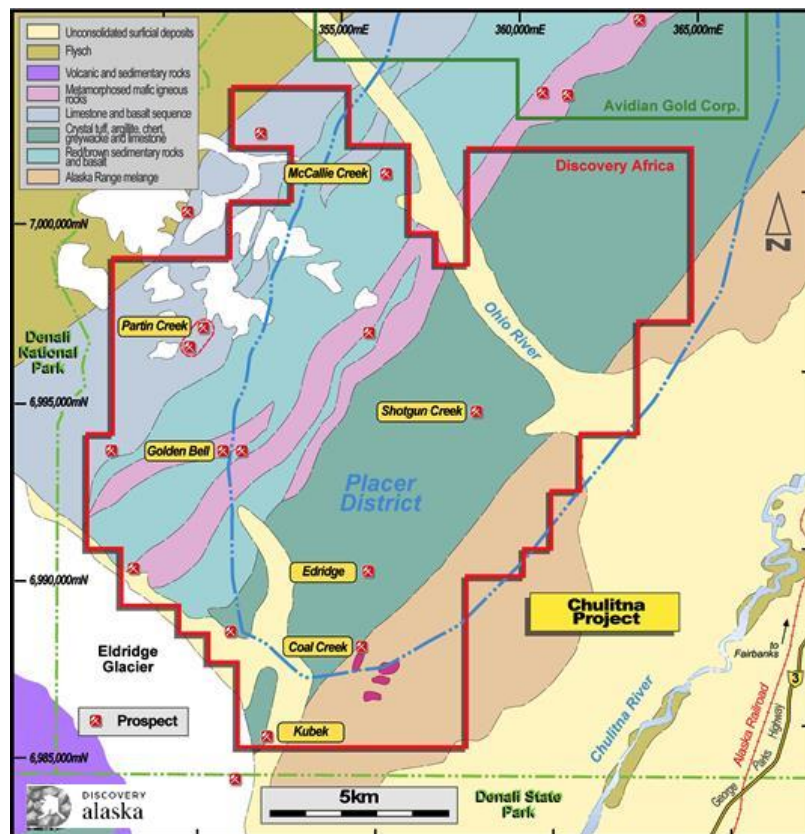 355,000mE
360,000mE
365,000mE
Unconsolidated surficial deposits
Flysch
Volcanic and sedimentary rocks
Metamorphosed mafic igneous
rocks
Limestone and basalt sequence
Crystal tuff, argillite, chert,
greywacke and limestone
Red/brown sedimentary rocks
and basalt
Alaska Range melange
Avidian Gold Corp.
Discovery Africa
McCallie Creek
7,000,000mN
N
Ohio River
Partin Creek
Denali
National
Park
6,995,000mN
Shotgun Creek
Golden Bell
Placer
District
6,990,000mN
Edridge
Chulitna
Project
Coal Creek
Eldridge
Glacier
to
Fairbanks
3
Prospect
Kubek
Chulitna River
Alaska Railroad
George Parks Highway
6,985,000mN
DISCOVERY
alaska
5km
Denali State
Park